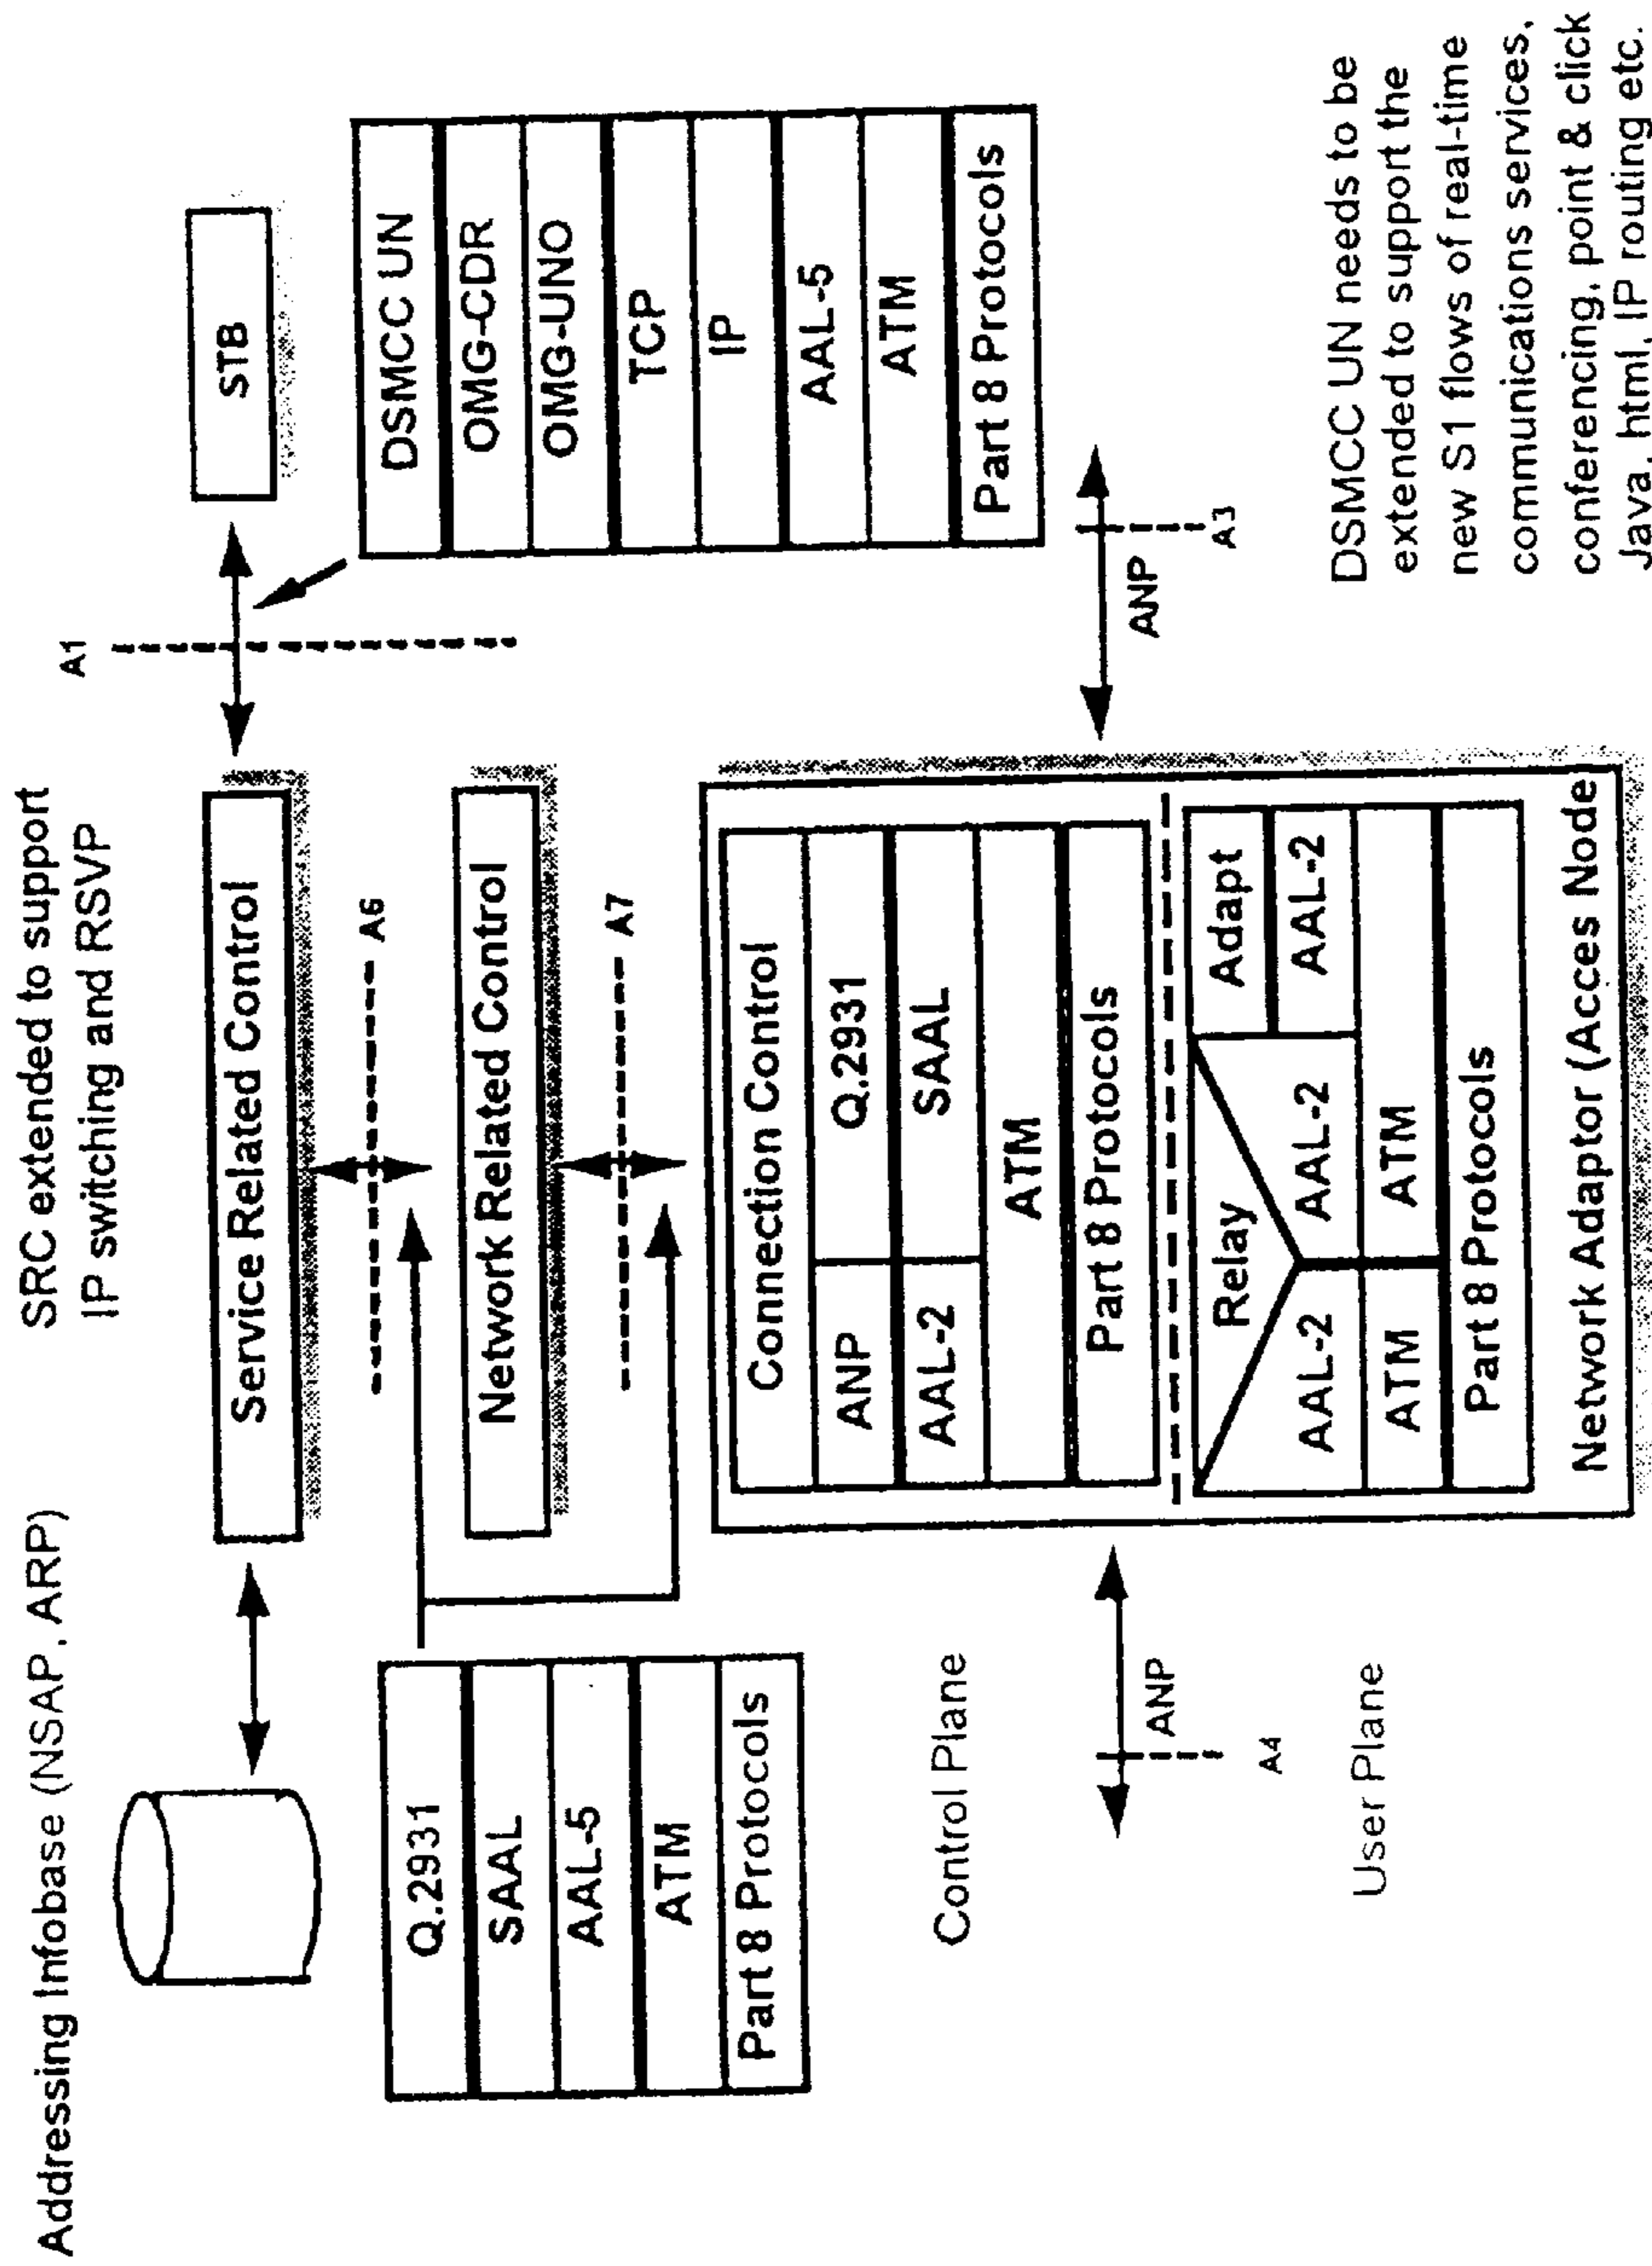 Addressing Infobase (NSAP, ARP)
SRC extended to support
IP switching and RSVP
A1
Service Related Control
STB
A6
Q.2931
SAAL
AAL-5
ATM
Part 8 Protocols
Network Related Control
A7
DSMCC UN
OMG-CDR
OMG-UNO
TCP
IP
AAL-5
ATM
Part 8 Protocols
Control Plane
ANP
A4
User Plane
Connection Control
ANP
Q.2931
AAL-2
SAAL
ATM
Part 8 Protocols
Relay
Adapt
AAL-2
AAL-2
AAL-2
ATM
ATM
Part 8 Protocols
Network Adaptor (Acces Node
ANP
A3
DSMCC UN needs to be
extended to support the
new S1 flows of real-time
communications services,
conferencing, point & click
Java, html, IP routing etc.